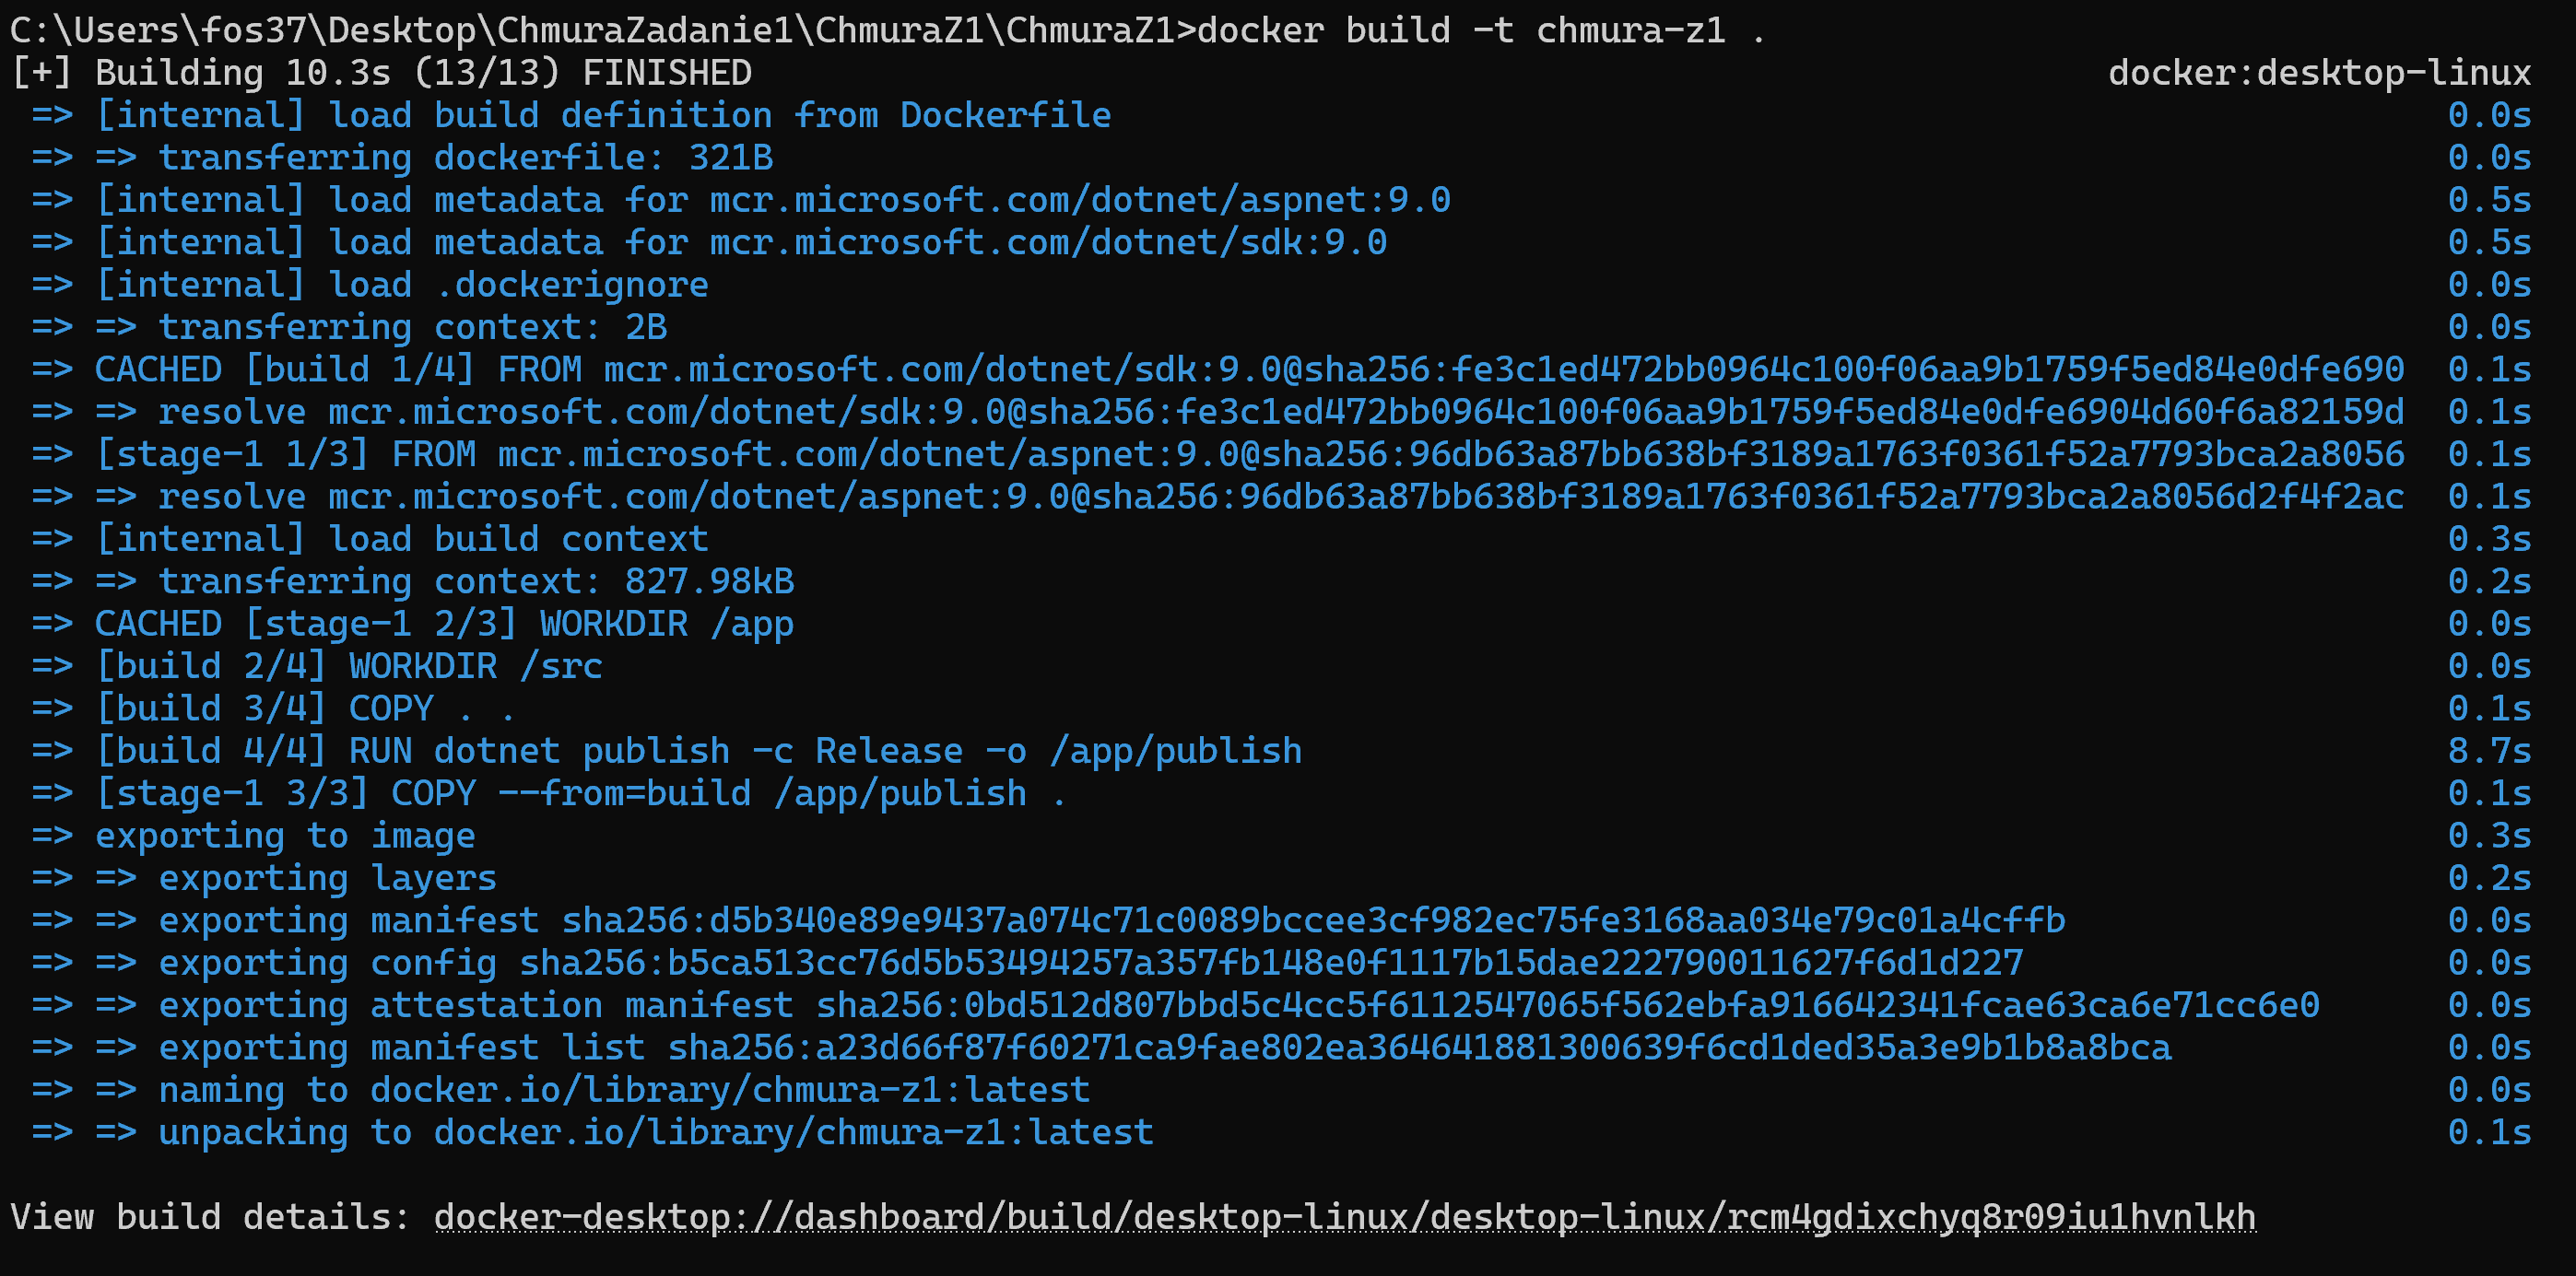 C:\Users\fos37\Desktop\ChmuraZadanie1\ChmuraZ1\ChmuraZ1>docker build -t chmura-z1 .
[+] Building 10.3s (13/13) FINISHED docker:desktop-linux
=> [internal] load build definition from Dockerfile 0.0s
=> => transferring dockerfile: 321B 0.0s
=> [internal] load metadata for mcr.microsoft.com/dotnet/aspnet:9.0 0.5s
=> [internal] load metadata for mcr.microsoft.com/dotnet/sdk:9.0 0.5s
=> [internal] load .dockerignore 0.0s
=> => transferring context: 2B 0.0s
=> CACHED [build 1/4] FROM mcr.microsoft.com/dotnet/sdk:9.0@sha256:fe3c1ed472bb0964c100f06aa9b1759f5ed84e0dfe690 0.1s
=> => resolve mcr.microsoft.com/dotnet/sdk:9.0@sha256:fe3c1ed472bb0964c100f06aa9b1759f5ed84e0dfe6904d60f6a82159d 0.1s
=> [stage-1 1/3] FROM mcr.microsoft.com/dotnet/aspnet:9.0@sha256:96db63a87bb638bf3189a1763f0361f52a7793bca2a8056 0.1s
=> => resolve mcr.microsoft.com/dotnet/aspnet:9.0@sha256:96db63a87bb638bf3189a1763f0361f52a7793bca2a8056d2f4f2ac 0.1s
=> [internal] load build context 0.3s
=> => transferring context: 827.98kB 0.2s
=> CACHED [stage-1 2/3] WORKDIR /app 0.0s
=> [build 2/4] WORKDIR /src 0.0s
=> [build 3/4] COPY . . 0.1s
=> [build 4/4] RUN dotnet publish -c Release -o /app/publish 8.7s
=> [stage-1 3/3] COPY --from=build /app/publish . 0.1s
=> exporting to image 0.3s
=> => exporting layers 0.2s
=> => exporting manifest sha256:d5b340e89e9437a074c71c0089bccee3cf982ec75fe3168aa034e79c01a4cffb 0.0s
=> => exporting config sha256:b5ca513cc76d5b53494257a357fb148e0f1117b15dae222790011627f6d1d227 0.0s
=> => exporting attestation manifest sha256:0bd512d807bbd5c4cc5f6112547065f562ebfa916642341fcae63ca6e71cc6e0 0.0s
=> => exporting manifest list sha256:a23d66f87f60271ca9fae802ea364641881300639f6cd1ded35a3e9b1b8a8bca 0.0s
=> => naming to docker.io/library/chmura-z1:latest 0.0s
=> => unpacking to docker.io/library/chmura-z1:latest 0.1s
View build details: docker-desktop://dashboard/build/desktop-linux/desktop-linux/rcm4gdixchyq8r09iu1hvnlkh